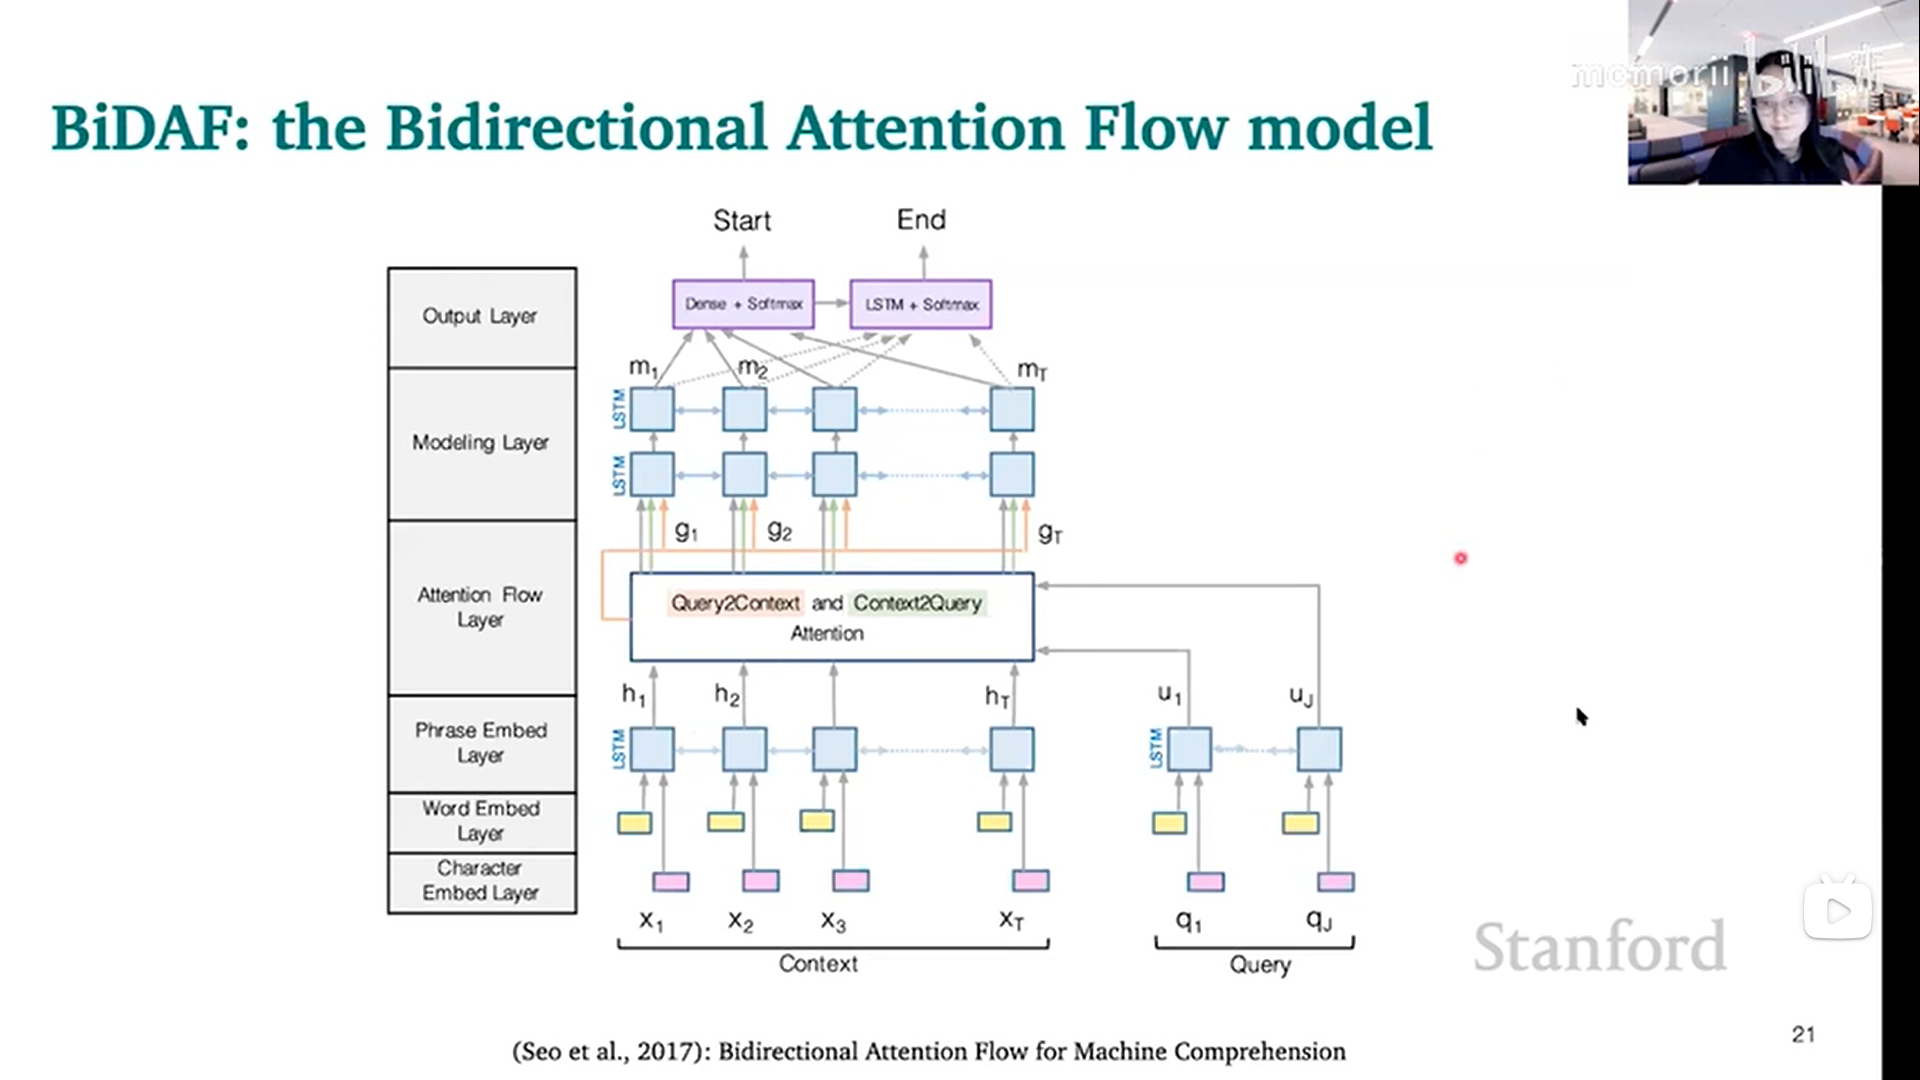 momorii bilibili
BiDAF: the Bidirectional Attention Flow model
Start
End
Output Layer
Dense + Softmax
LSTM + Softmax
m1
m2
mT
LSTM
Modeling Layer
LSTM
g1
g2
gT
Attention Flow
Layer
Query2Context and Context2Query
Attention
h1
h2
hT
u1
uJ
Phrase Embed
Layer
LSTM
LSTM
Word Embed
Layer
Character
Embed Layer
x1
x2
x3
xT
q1
qJ
Context
Query
Stanford
21
(Seo et al., 2017): Bidirectional Attention Flow for Machine Comprehension